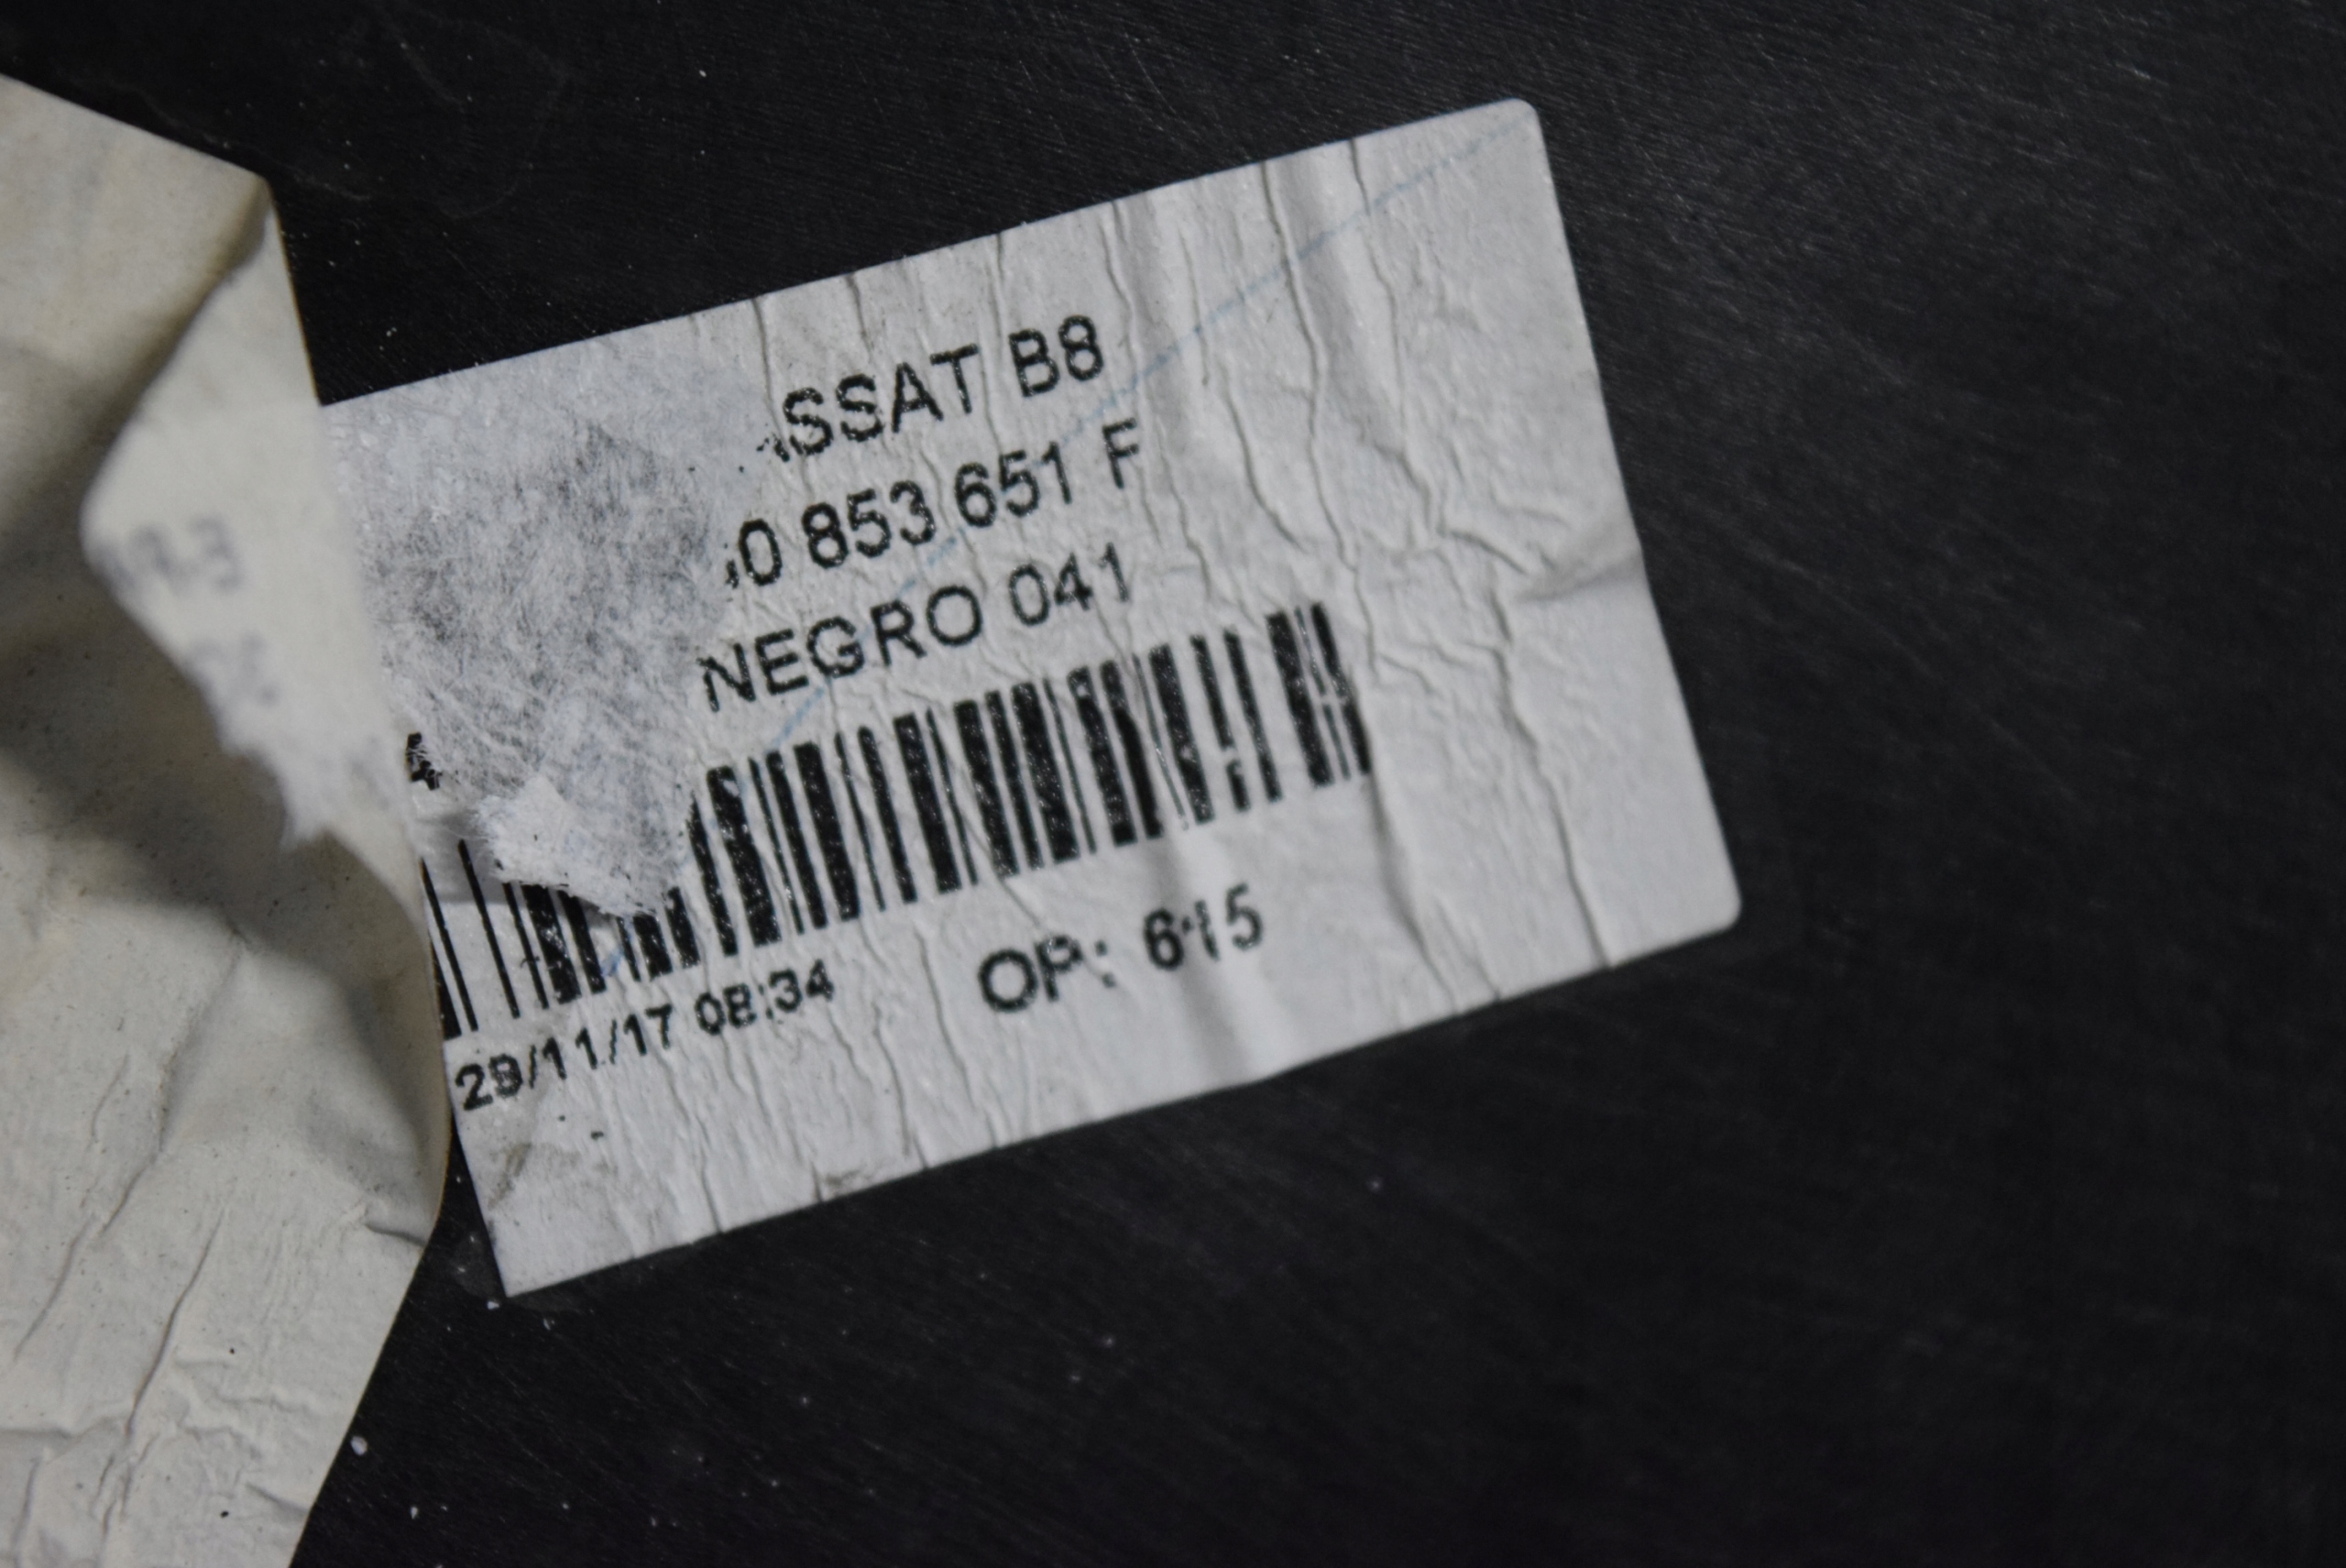 SSAT B8
0 853 651 F
NEGRO 041
29/11/17 08:34 OP: 615